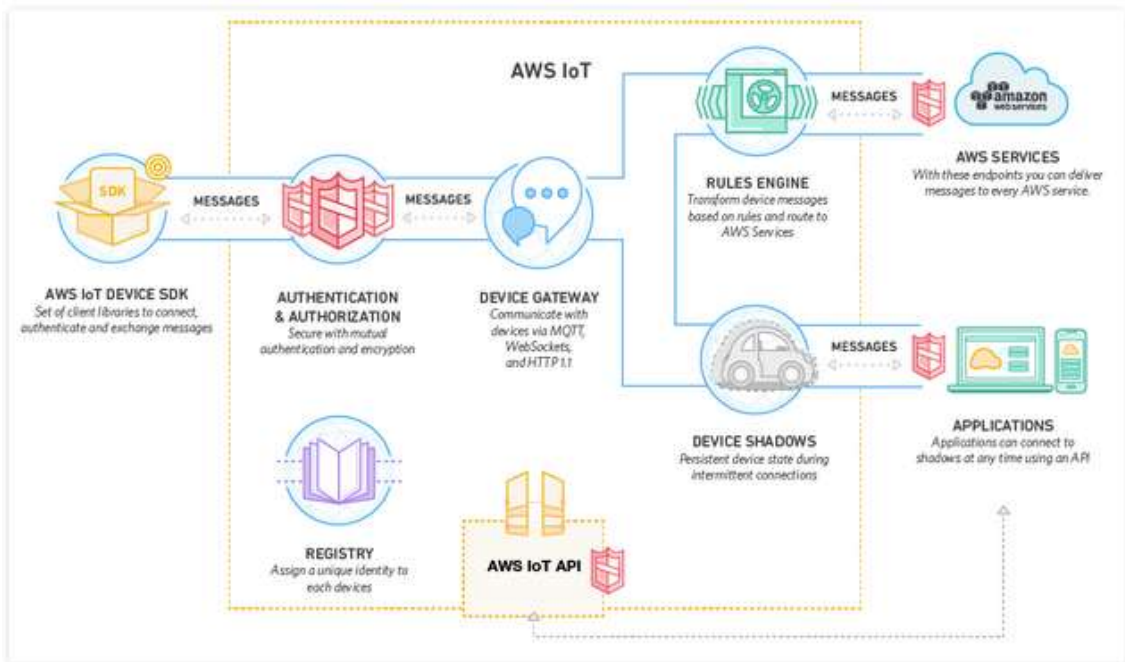 AWS IoT
MESSAGES
amazon
web services
AWS SERVICES
With these endpoints you can deliver
messages to every AWS service.
RULES ENGINE
Transform device messages
based on rules and route to
AWS Services
SDK
MESSAGES
MESSAGES
AWS IoT DEVICE SDK
Set of client libraries to connect,
authenticate and exchange messages
AUTHENTICATION
& AUTHORIZATION
Secure with mutual
authentication and encryption
DEVICE GATEWAY
Communicate with
devices via MQTT,
WebSockets,
and HTTP 1.1
MESSAGES
DEVICE SHADOWS
Persistent device state during
intermittent connections
APPLICATIONS
Applications can connect to
shadows at any time using an API
REGISTRY
Assign a unique identity to
each devices
AWS IoT API